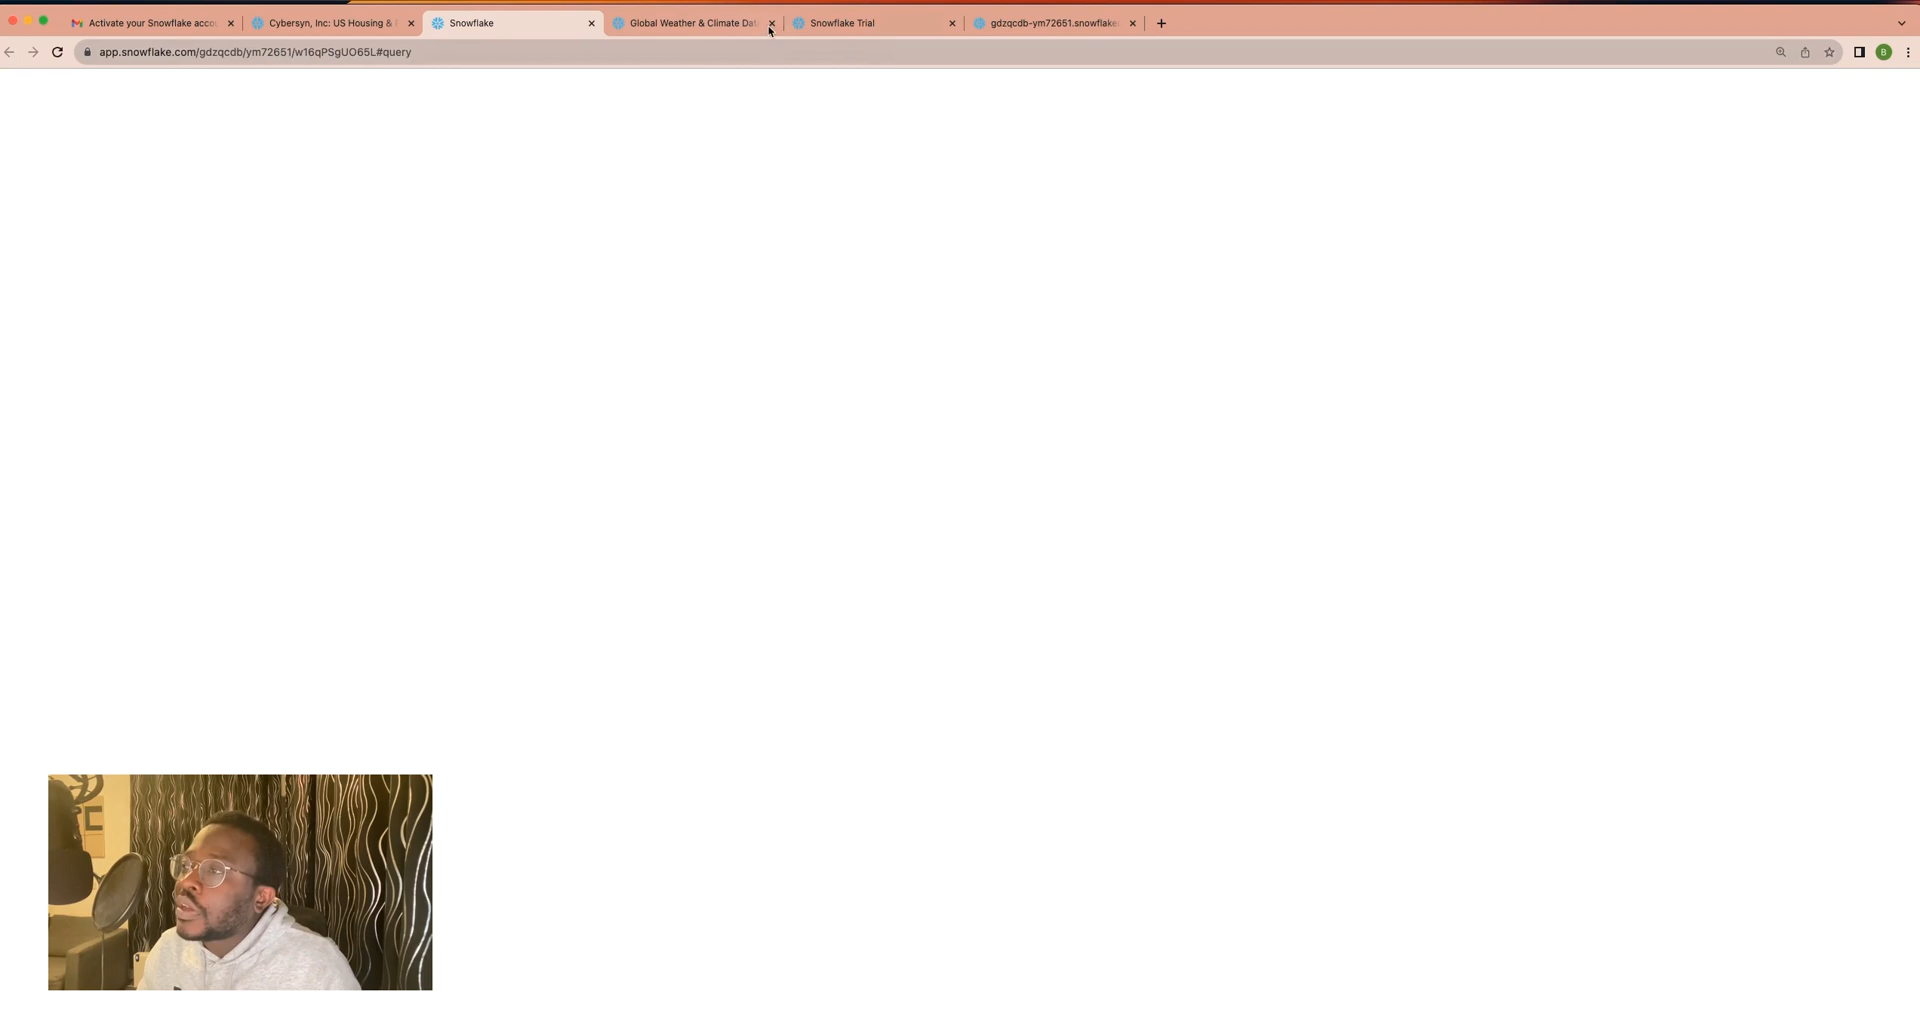 Activate your Snowflake accou
Cybersyn, Inc: US Housing &
Snowflake
Global Weather & Climate Dat
Snowflake Trial
gdzqcdb-ym72651.snowflake
app.snowflake.com/gdzqcdb/ym72651/w16qPSgUO65L#query
B